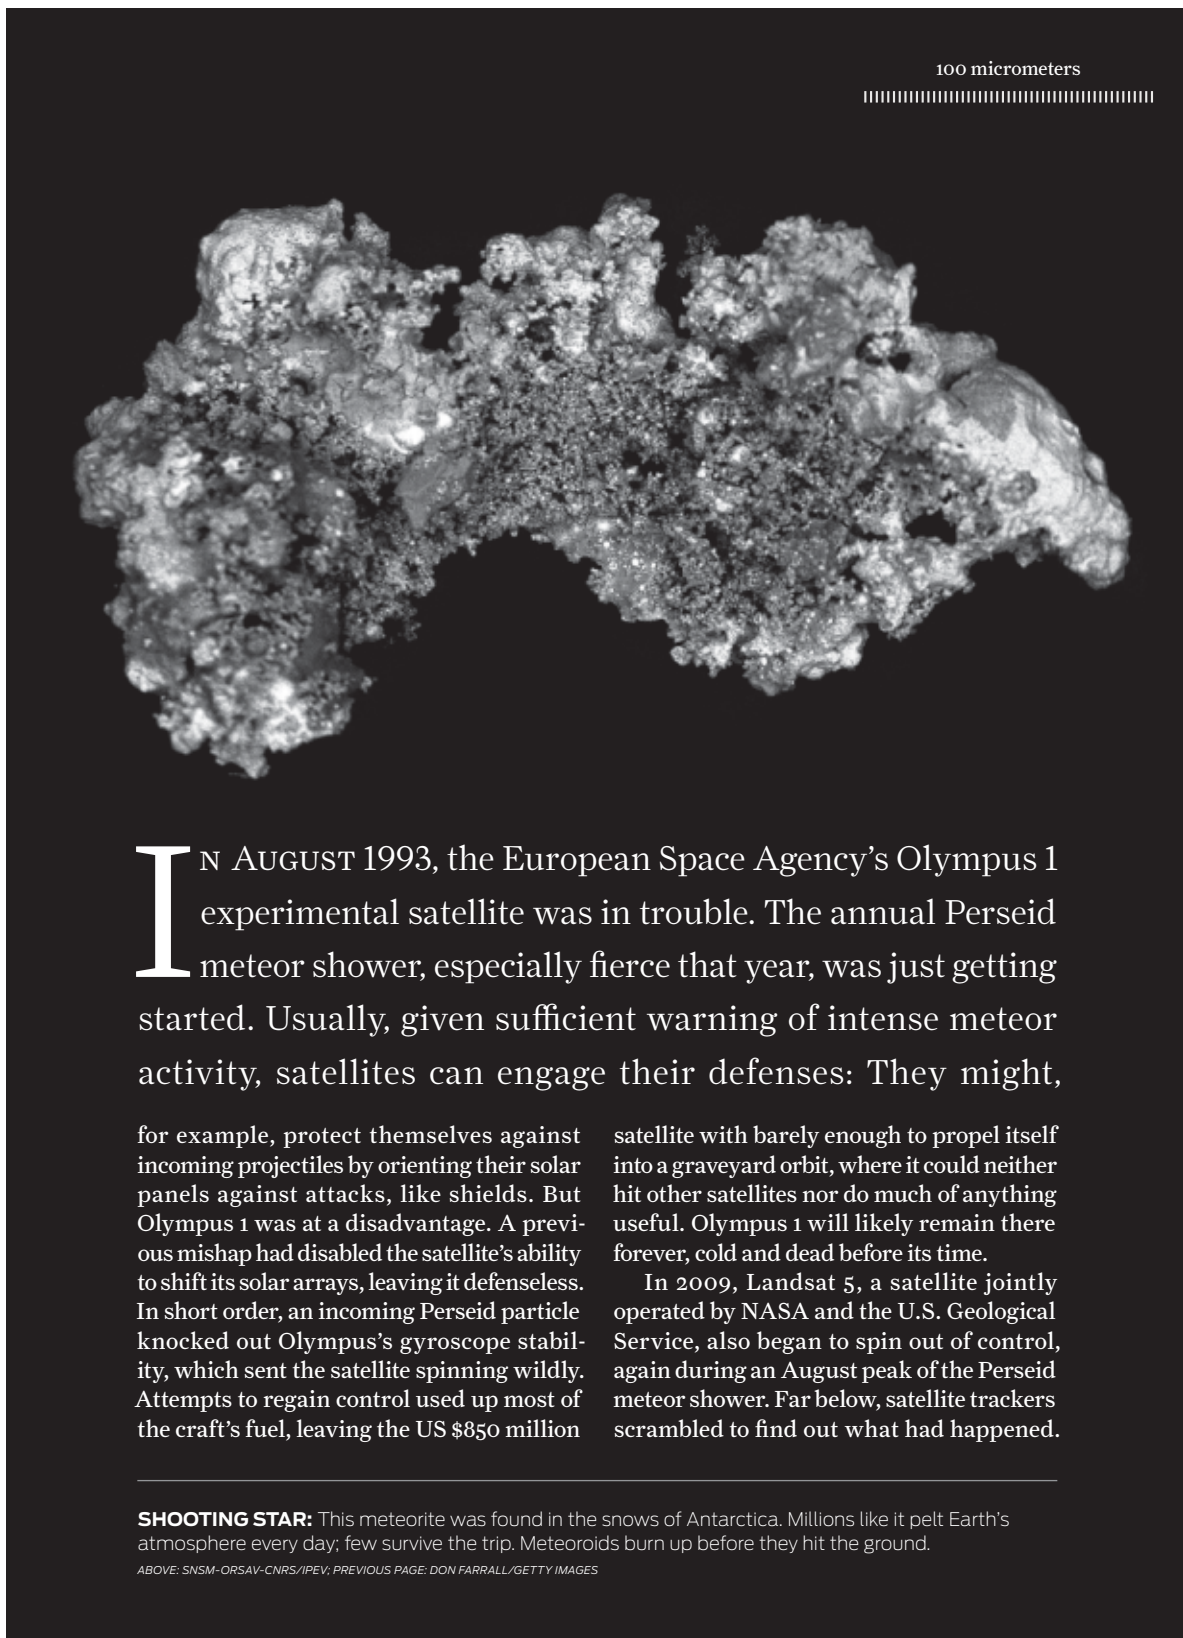 100 micrometers
IN AUGUST 1993, the European Space Agency’s Olympus 1
experimental satellite was in trouble. The annual Perseid
meteor shower, especially fierce that year, was just getting
started. Usually, given sufficient warning of intense meteor
activity, satellites can engage their defenses: They might,
for example, protect themselves against
incoming projectiles by orienting their solar
panels against attacks, like shields. But
Olympus 1 was at a disadvantage. A previ-
ous mishap had disabled the satellite’s ability
to shift its solar arrays, leaving it defenseless.
In short order, an incoming Perseid particle
knocked out Olympus’s gyroscope stabil-
ity, which sent the satellite spinning wildly.
Attempts to regain control used up most of
the craft’s fuel, leaving the US $850 million
satellite with barely enough to propel itself
into a graveyard orbit, where it could neither
hit other satellites nor do much of anything
useful. Olympus 1 will likely remain there
forever, cold and dead before its time.
In 2009, Landsat 5, a satellite jointly
operated by NASA and the U.S. Geological
Service, also began to spin out of control,
again during an August peak of the Perseid
meteor shower. Far below, satellite trackers
scrambled to find out what had happened.
SHOOTING STAR: This meteorite was found in the snows of Antarctica. Millions like it pelt Earth’s
atmosphere every day; few survive the trip. Meteoroids burn up before they hit the ground.
ABOVE: SNSM-ORSAV-CNRS/IPEV; PREVIOUS PAGE: DON FARRALL/GETTY IMAGES